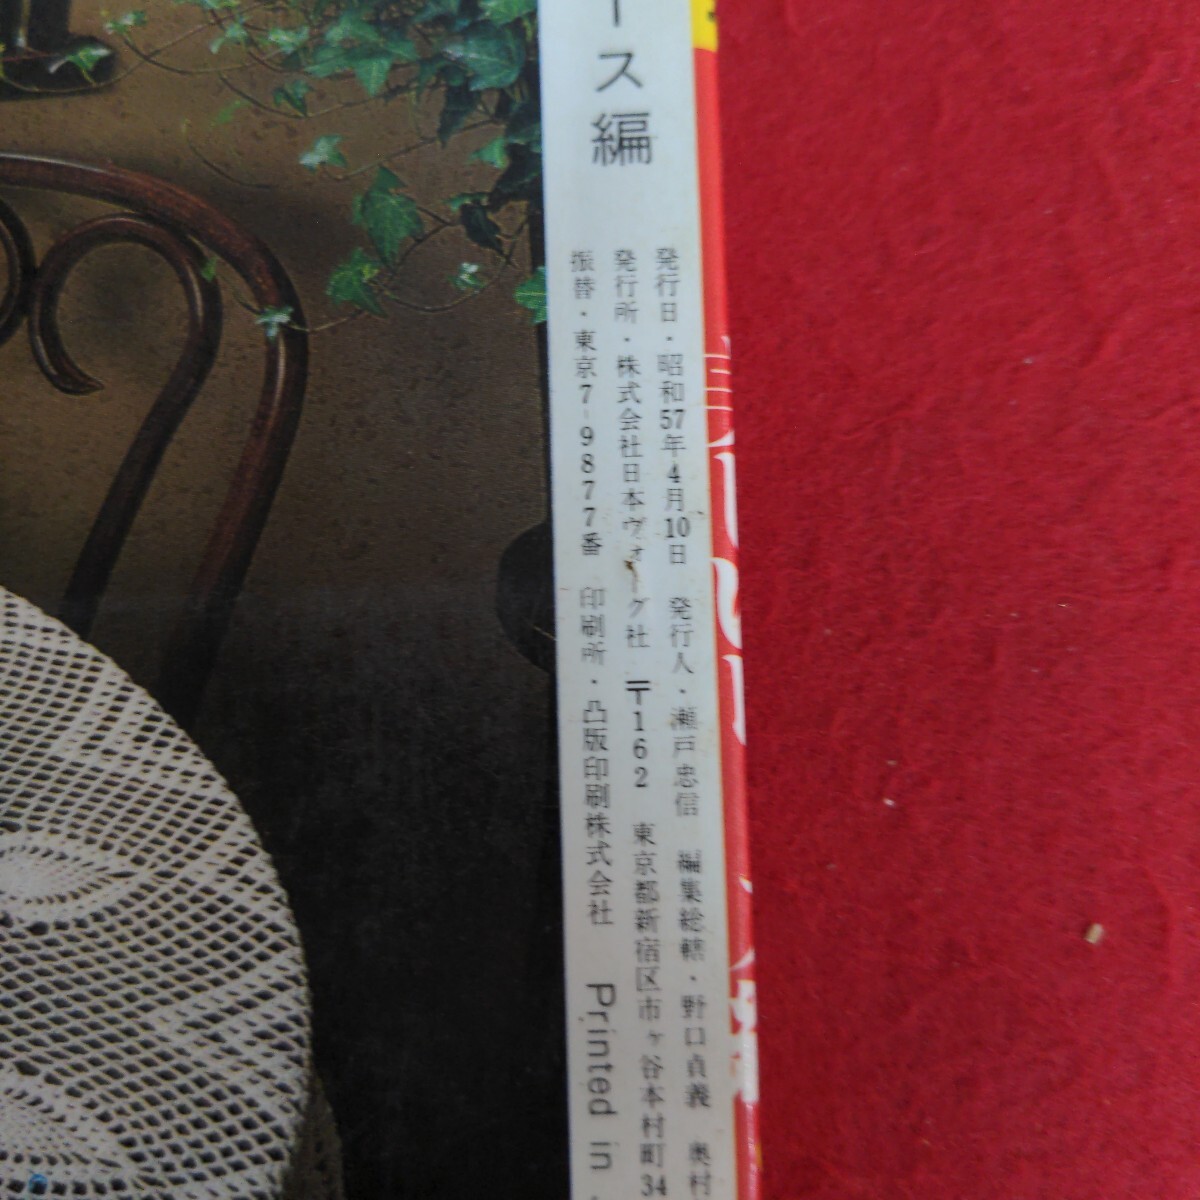 ース編
発行日・昭和57年4月10日　発行人・瀬戸忠信　編集総轄・野口貞義　奥村
発行所・株式会社日本ヴォーグ社　〒162　東京都新宿区市ヶ谷本村町34
振替・東京7-9877番　印刷所・凸版印刷株式会社　Printed in